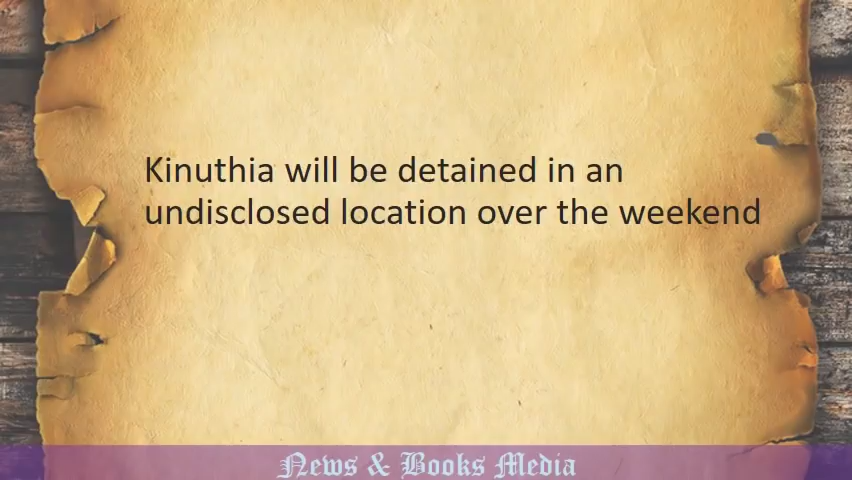 Kinuthia will be detained in an
undisclosed location over the weekend
News & Books Media